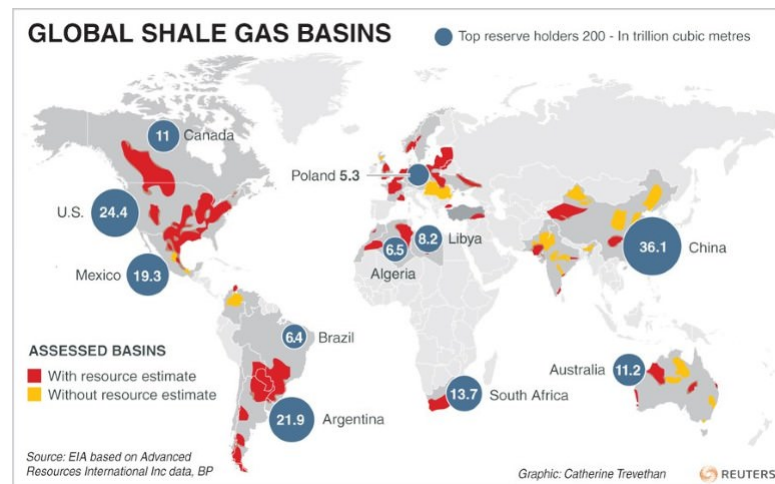 GLOBAL SHALE GAS BASINS
Top reserve holders 200 - In trillion cubic metres
11 Canada
Poland 5.3
U.S. 24.4
8.2 Libya
6.5
Algeria
36.1 China
Mexico 19.3
6.4
Brazil
ASSESSED BASINS
With resource estimate
Without resource estimate
Australia 11.2
13.7 South Africa
21.9 Argentina
Source: EIA based on Advanced
Resources International Inc data, BP
Graphic: Catherine Trevethan
REUTERS